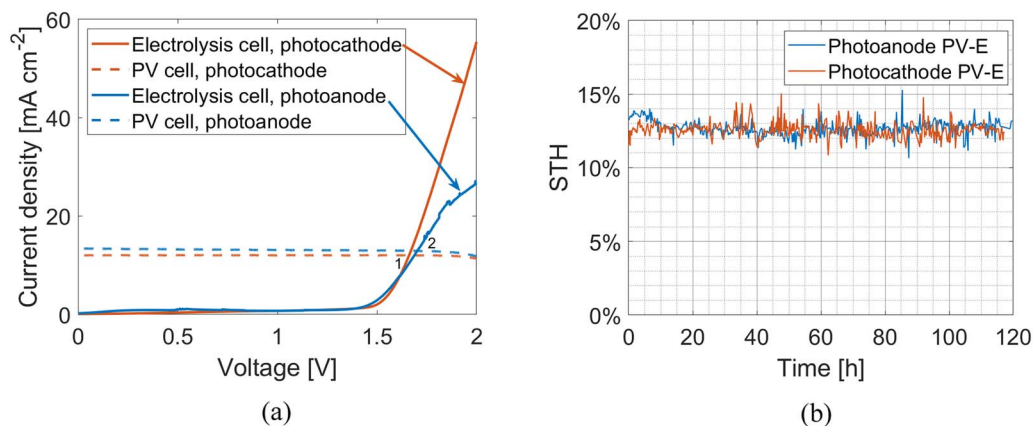 60
40
20
0
Current density [mA cm-2]
Electrolysis cell, photocathode
PV cell, photocathode
Electrolysis cell, photoanode
PV cell, photoanode
1
2
0
0.5
1
1.5
2
Voltage [V]
(a)
20%
15%
10%
5%
0%
STH
Photoanode PV-E
Photocathode PV-E
0
20
40
60
80
100
120
Time [h]
(b)